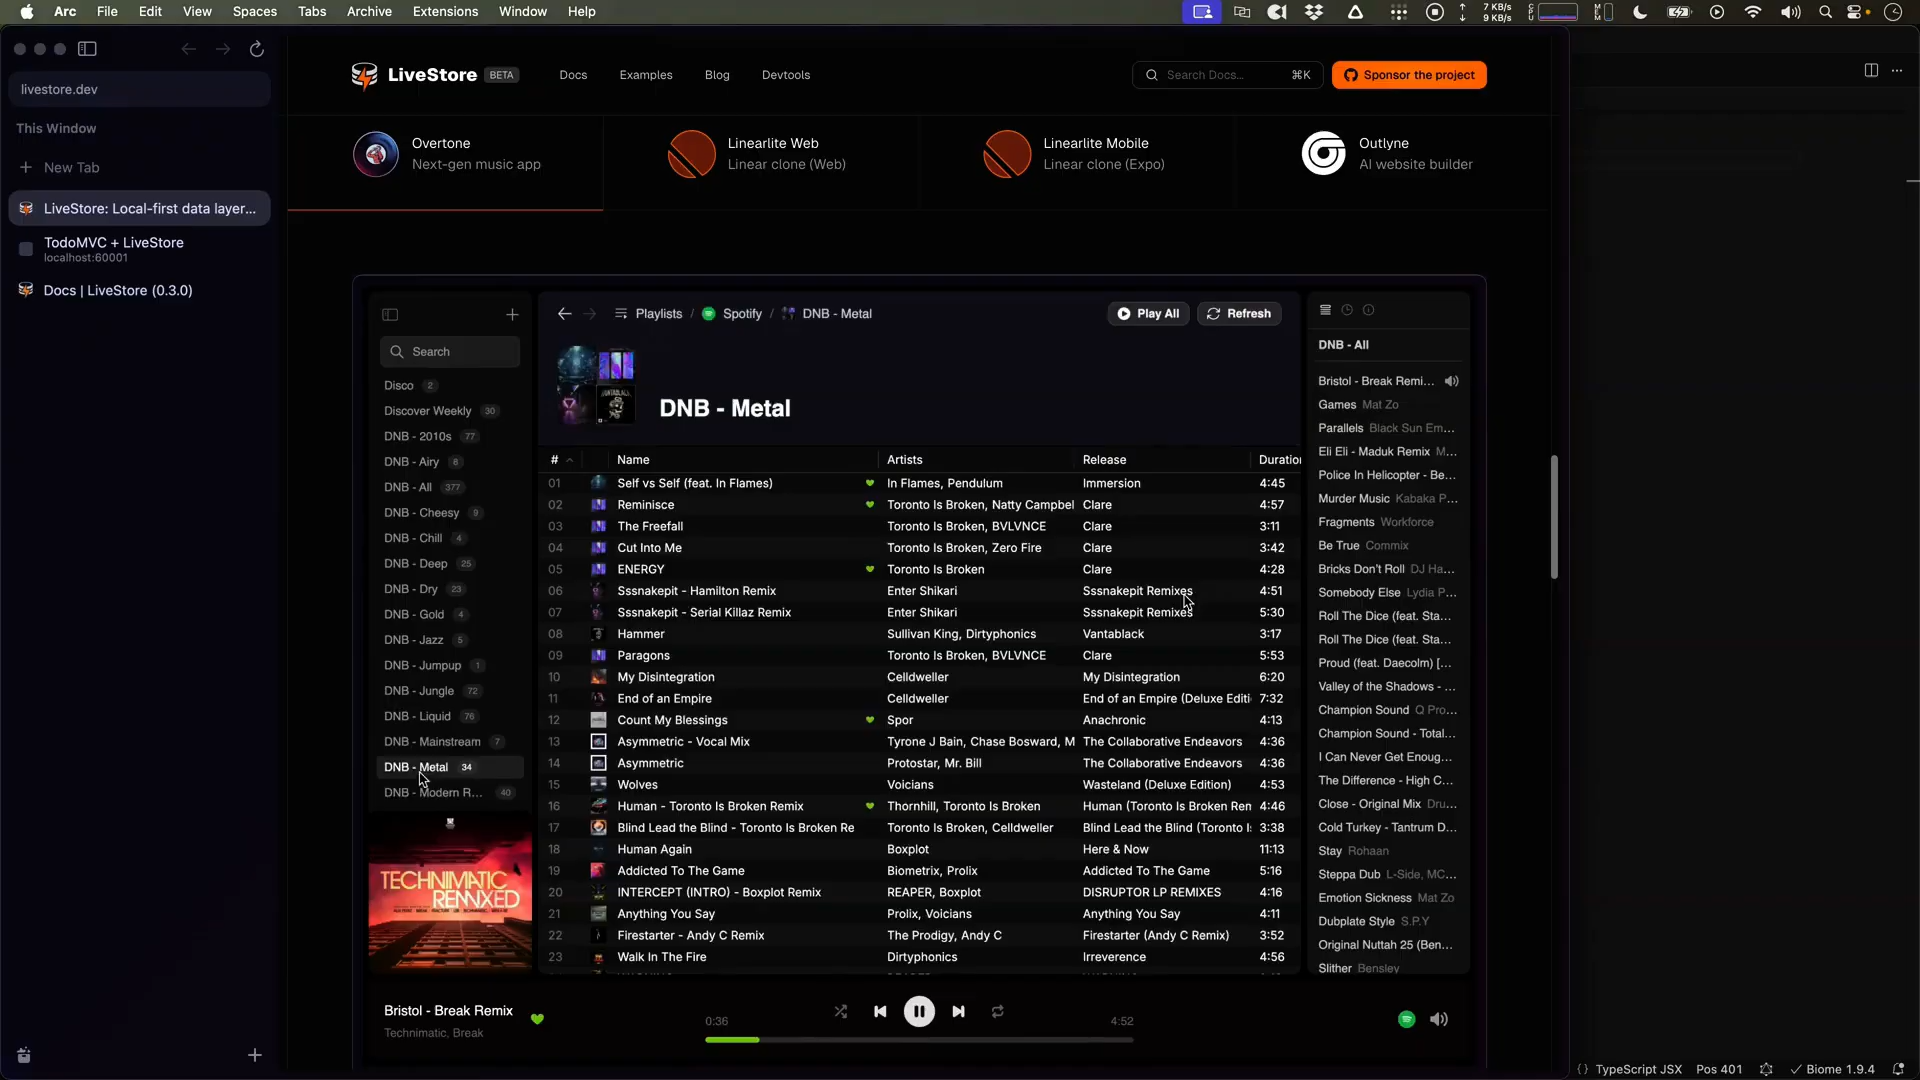 Arc File Edit View Spaces Tabs Archive Extensions Window Help
7 KB/s
9 KB/s
livestore.dev
This Window
New Tab
LiveStore: Local-first data layer...
TodoMVC + LiveStore
localhost:60001
Docs | LiveStore (0.3.0)
LiveStore BETA Docs Examples Blog Devtools Search Docs... ⌘K Sponsor the project
Overtone
Next-gen music app
Linearlite Web
Linear clone (Web)
Linearlite Mobile
Linear clone (Expo)
Outlyne
AI website builder
Search
Disco 2
Discover Weekly 30
DNB - 2010s 77
DNB - Airy 8
DNB - All 377
DNB - Cheesy 9
DNB - Chill 4
DNB - Deep 25
DNB - Dry 23
DNB - Gold 4
DNB - Jazz 5
DNB - Jumpup 1
DNB - Jungle 72
DNB - Liquid 76
DNB - Mainstream 7
DNB - Metal 34
DNB - Modern R... 40
TECHNIMATIC
REMIXED
Playlists / Spotify / DNB - Metal Play All Refresh
DNB - Metal
# Name Artists Release Duratio
01 Self vs Self (feat. In Flames) In Flames, Pendulum Immersion 4:45
02 Reminisce Toronto Is Broken, Natty Campbel Clare 4:57
03 The Freefall Toronto Is Broken, BVLVNCE Clare 3:11
04 Cut Into Me Toronto Is Broken, Zero Fire Clare 3:42
05 ENERGY Toronto Is Broken Clare 4:28
06 Sssnakepit - Hamilton Remix Enter Shikari Sssnakepit Remixes 4:51
07 Sssnakepit - Serial Killaz Remix Enter Shikari Sssnakepit Remixes 5:30
08 Hammer Sullivan King, Dirtyphonics Vantablack 3:17
09 Paragons Toronto Is Broken, BVLVNCE Clare 5:53
10 My Disintegration Celldweller My Disintegration 6:20
11 End of an Empire Celldweller End of an Empire (Deluxe Editi 7:32
12 Count My Blessings Spor Anachronic 4:13
13 Asymmetric - Vocal Mix Tyrone J Bain, Chase Bosward, M The Collaborative Endeavors 4:36
14 Asymmetric Protostar, Mr. Bill The Collaborative Endeavors 4:36
15 Wolves Voicians Wasteland (Deluxe Edition) 4:53
16 Human - Toronto Is Broken Remix Thornhill, Toronto Is Broken Human (Toronto Is Broken Ren 4:46
17 Blind Lead the Blind - Toronto Is Broken Re Toronto Is Broken, Celldweller Blind Lead the Blind (Toronto I 3:38
18 Human Again Boxplot Here & Now 11:13
19 Addicted To The Game Biometrix, Prolix Addicted To The Game 5:16
20 INTERCEPT (INTRO) - Boxplot Remix REAPER, Boxplot DISRUPTOR LP REMIXES 4:16
21 Anything You Say Prolix, Voicians Anything You Say 4:11
22 Firestarter - Andy C Remix The Prodigy, Andy C Firestarter (Andy C Remix) 3:52
23 Walk In The Fire Dirtyphonics Irreverence 4:56
DNB - All
Bristol - Break Remi...
Games Mat Zo
Parallels Black Sun Em...
Eli Eli - Maduk Remix M...
Police In Helicopter - Be...
Murder Music Kabaka P...
Fragments Workforce
Be True Commix
Bricks Don't Roll DJ Ha...
Somebody Else Lydia P...
Roll The Dice (feat. Sta...
Roll The Dice (feat. Sta...
Proud (feat. Daecolm) [...
Valley of the Shadows - ...
Champion Sound Q Pro...
Champion Sound - Total...
I Can Never Get Enoug...
The Difference - High C...
Close - Original Mix Dru...
Cold Turkey - Tantrum D...
Stay Rohaan
Steppa Dub L-Side, MC...
Emotion Sickness Mat Zo
Dubplate Style S.P.Y
Original Nuttah 25 (Ben...
Slither Bensley
Bristol - Break Remix
Technimatic, Break
0:36
4:52
{} TypeScript JSX Pos 401 Biome 1.9.4